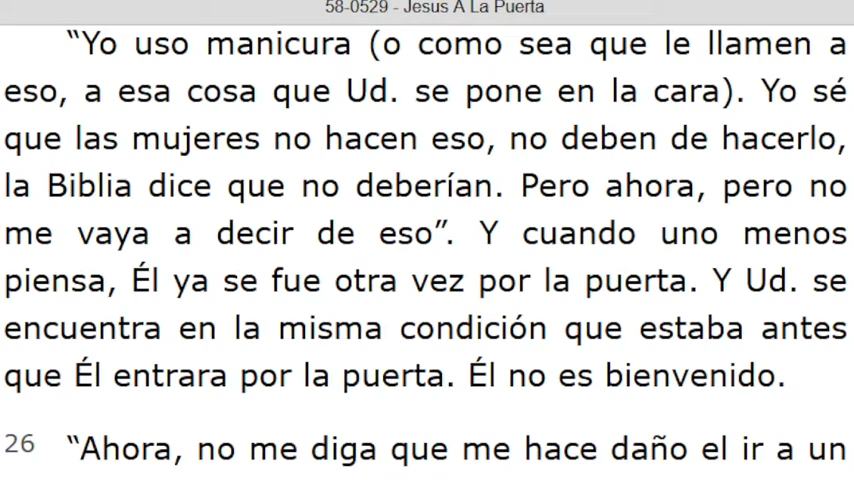 58-0529 - Jesus A La Puerta
“Yo uso manicura (o como sea que le llamen a
eso, a esa cosa que Ud. se pone en la cara). Yo sé
que las mujeres no hacen eso, no deben de hacerlo,
la Biblia dice que no deberían. Pero ahora, pero no
me vaya a decir de eso”. Y cuando uno menos
piensa, Él ya se fue otra vez por la puerta. Y Ud. se
encuentra en la misma condición que estaba antes
que Él entrara por la puerta. Él no es bienvenido.
26 “Ahora, no me diga que me hace daño el ir a un